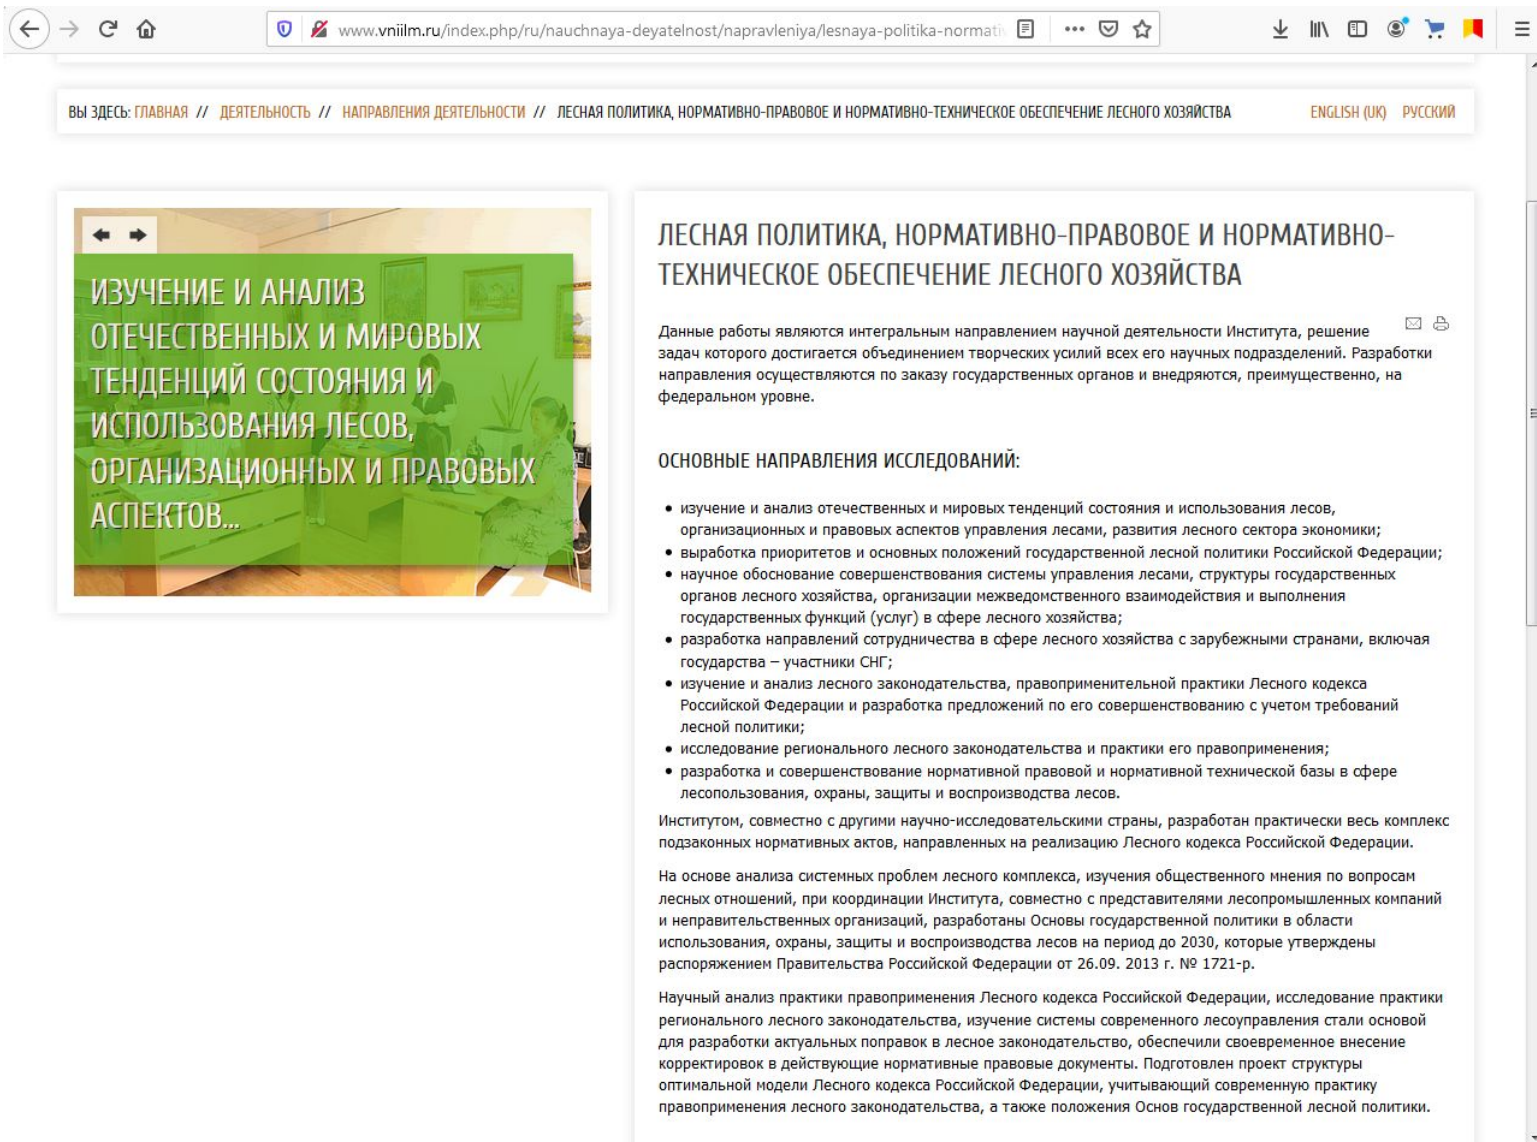 www.vniilm.ru/index.php/ru/nauchnaya-deyatelnost/napravleniya/lesnaya-politika-normati
ВЫ ЗДЕСЬ: ГЛАВНАЯ // ДЕЯТЕЛЬНОСТЬ // НАПРАВЛЕНИЯ ДЕЯТЕЛЬНОСТИ // ЛЕСНАЯ ПОЛИТИКА, НОРМАТИВНО-ПРАВОВОЕ И НОРМАТИВНО-ТЕХНИЧЕСКОЕ ОБЕСПЕЧЕНИЕ ЛЕСНОГО ХОЗЯЙСТВА ENGLISH (UK) РУССКИЙ
ИЗУЧЕНИЕ И АНАЛИЗ
ОТЕЧЕСТВЕННЫХ И МИРОВЫХ
ТЕНДЕНЦИЙ СОСТОЯНИЯ И
ИСПОЛЬЗОВАНИЯ ЛЕСОВ,
ОРГАНИЗАЦИОННЫХ И ПРАВОВЫХ
АСПЕКТОВ...
ЛЕСНАЯ ПОЛИТИКА, НОРМАТИВНО-ПРАВОВОЕ И НОРМАТИВНО-
ТЕХНИЧЕСКОЕ ОБЕСПЕЧЕНИЕ ЛЕСНОГО ХОЗЯЙСТВА
Данные работы являются интегральным направлением научной деятельности Института, решение
задач которого достигается объединением творческих усилий всех его научных подразделений. Разработки
направления осуществляются по заказу государственных органов и внедряются, преимущественно, на
федеральном уровне.
ОСНОВНЫЕ НАПРАВЛЕНИЯ ИССЛЕДОВАНИЙ:
• изучение и анализ отечественных и мировых тенденций состояния и использования лесов,
организационных и правовых аспектов управления лесами, развития лесного сектора экономики;
• выработка приоритетов и основных положений государственной лесной политики Российской Федерации;
• научное обоснование совершенствования системы управления лесами, структуры государственных
органов лесного хозяйства, организации межведомственного взаимодействия и выполнения
государственных функций (услуг) в сфере лесного хозяйства;
• разработка направлений сотрудничества в сфере лесного хозяйства с зарубежными странами, включая
государства – участники СНГ;
• изучение и анализ лесного законодательства, правоприменительной практики Лесного кодекса
Российской Федерации и разработка предложений по его совершенствованию с учетом требований
лесной политики;
• исследование регионального лесного законодательства и практики его правоприменения;
• разработка и совершенствование нормативной правовой и нормативной технической базы в сфере
лесопользования, охраны, защиты и воспроизводства лесов.
Институтом, совместно с другими научно-исследовательскими страны, разработан практически весь комплекс
подзаконных нормативных актов, направленных на реализацию Лесного кодекса Российской Федерации.
На основе анализа системных проблем лесного комплекса, изучения общественного мнения по вопросам
лесных отношений, при координации Института, совместно с представителями лесопромышленных компаний
и неправительственных организаций, разработаны Основы государственной политики в области
использования, охраны, защиты и воспроизводства лесов на период до 2030, которые утверждены
распоряжением Правительства Российской Федерации от 26.09. 2013 г. № 1721-р.
Научный анализ практики правоприменения Лесного кодекса Российской Федерации, исследование практики
регионального лесного законодательства, изучение системы современного лесоуправления стали основой
для разработки актуальных поправок в лесное законодательство, обеспечили своевременное внесение
корректировок в действующие нормативные правовые документы. Подготовлен проект структуры
оптимальной модели Лесного кодекса Российской Федерации, учитывающий современную практику
правоприменения лесного законодательства, а также положения Основ государственной лесной политики.